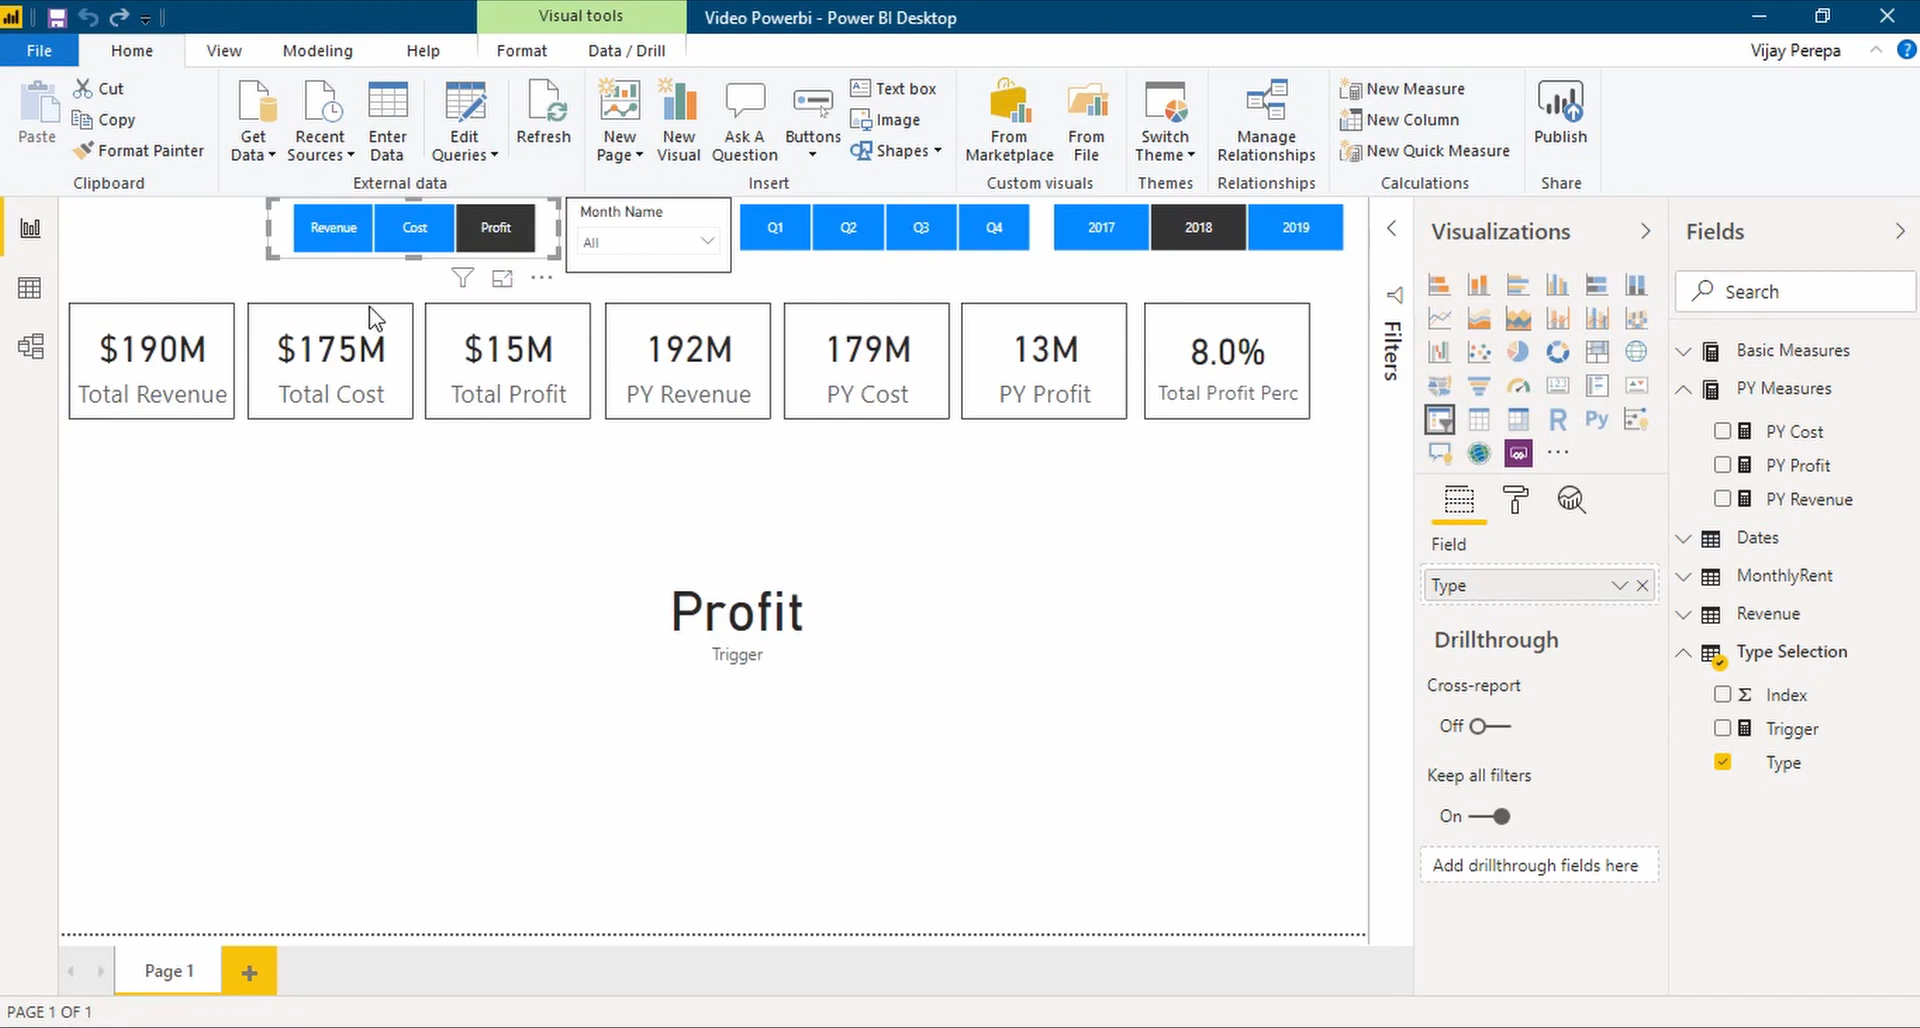 Visual tools
Video Powerbi - Power BI Desktop
File
Home
View
Modeling
Help
Format
Data / Drill
Vijay Perepa
Paste
Cut
Copy
Format Painter
Clipboard
Get Data
Recent Sources
Enter Data
Edit Queries
Refresh
External data
New Page
New Visual
Ask A Question
Buttons
Text box
Image
Shapes
Insert
From Marketplace
From File
Custom visuals
Switch Theme
Themes
Manage Relationships
Relationships
New Measure
New Column
New Quick Measure
Calculations
Publish
Share
Revenue
Cost
Profit
Month Name
All
Q1
Q2
Q3
Q4
2017
2018
2019
$190M
Total Revenue
$175M
Total Cost
$15M
Total Profit
192M
PY Revenue
179M
PY Cost
13M
PY Profit
8.0%
Total Profit Perc
Profit
Trigger
Filters
Visualizations
R
Py
Field
Type
Drillthrough
Cross-report
Off
Keep all filters
On
Add drillthrough fields here
Fields
Search
Basic Measures
PY Measures
PY Cost
PY Profit
PY Revenue
Dates
MonthlyRent
Revenue
Type Selection
Σ Index
Trigger
Type
Page 1
PAGE 1 OF 1